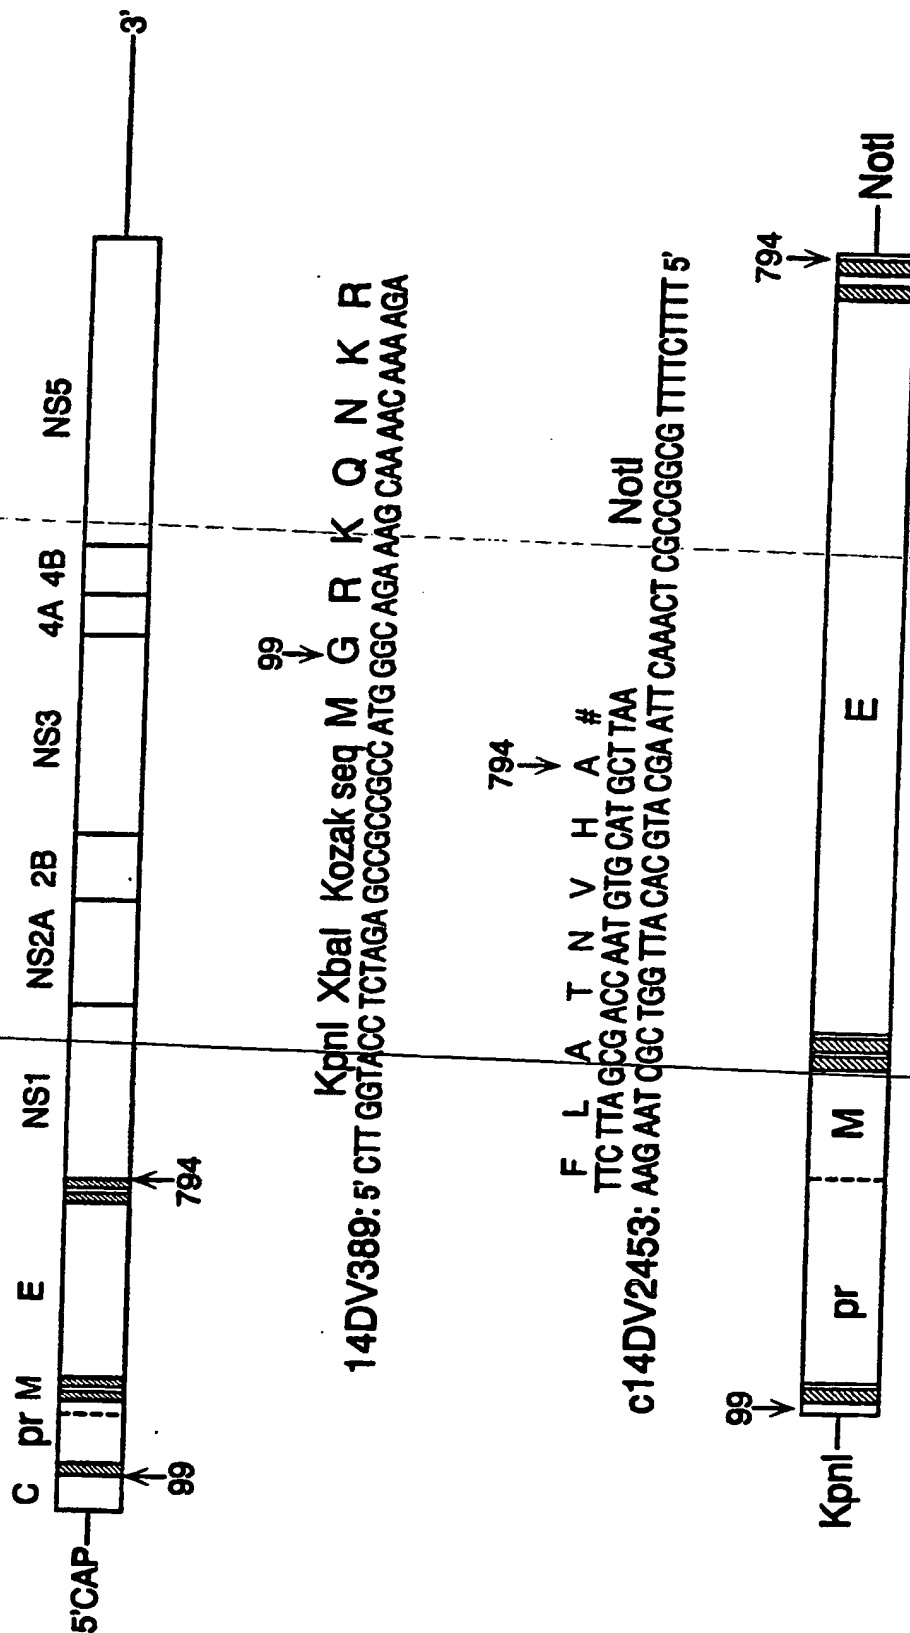 C pr M E NS1 NS2A 2B NS3 4A 4B NS5
5'CAP 3'
99 794
99
KpnI XbaI Kozak seq M G R K Q N K R
14DV389: 5' CTT GGTACC TCTAGA GCCGCCGCC ATG GGC AGA AAG CAA AAC AAA AGA
794
F L A T N V H A #
TTC TTA GCG ACC AAT GTG CAT GCT TAA NotI
c14DV2453: AAG AAT CGC TGG TTA CAC GTA CGA ATT CAAACT CGCCGGCG TTTTCTTTT 5'
99 794
KpnI pr M E NotI